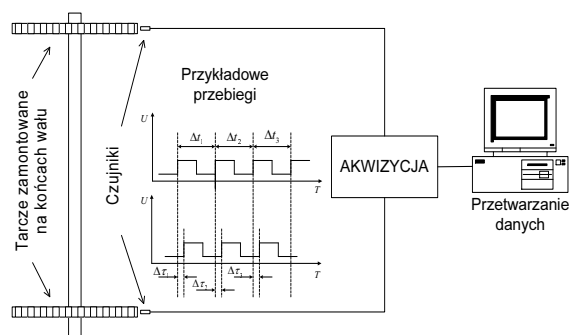 Tarcze zamontowane
na końcach wału
Czujniki
Przykładowe
przebiegi
U
Δt₁
Δt₂
Δt₃
T
U
Δτ₁
Δτ₂
Δτ₃
T
AKWIZYCJA
Przetwarzanie
danych